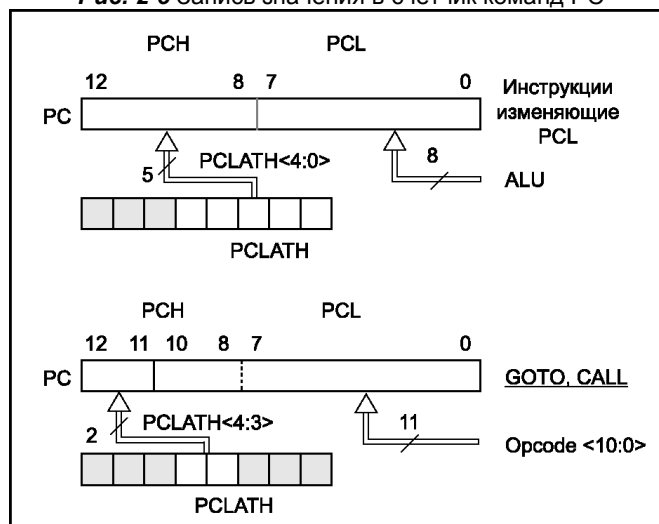 Рис. 2-3 Запись значения в счетчик команд PC
PCH PCL
12 8 7 0
PC
Инструкции
изменяющие
PCL
5 PCLATH<4:0> 8
ALU
PCLATH
PCH PCL
12 11 10 8 7 0
PC GOTO, CALL
2 PCLATH<4:3> 11
Opcode <10:0>
PCLATH